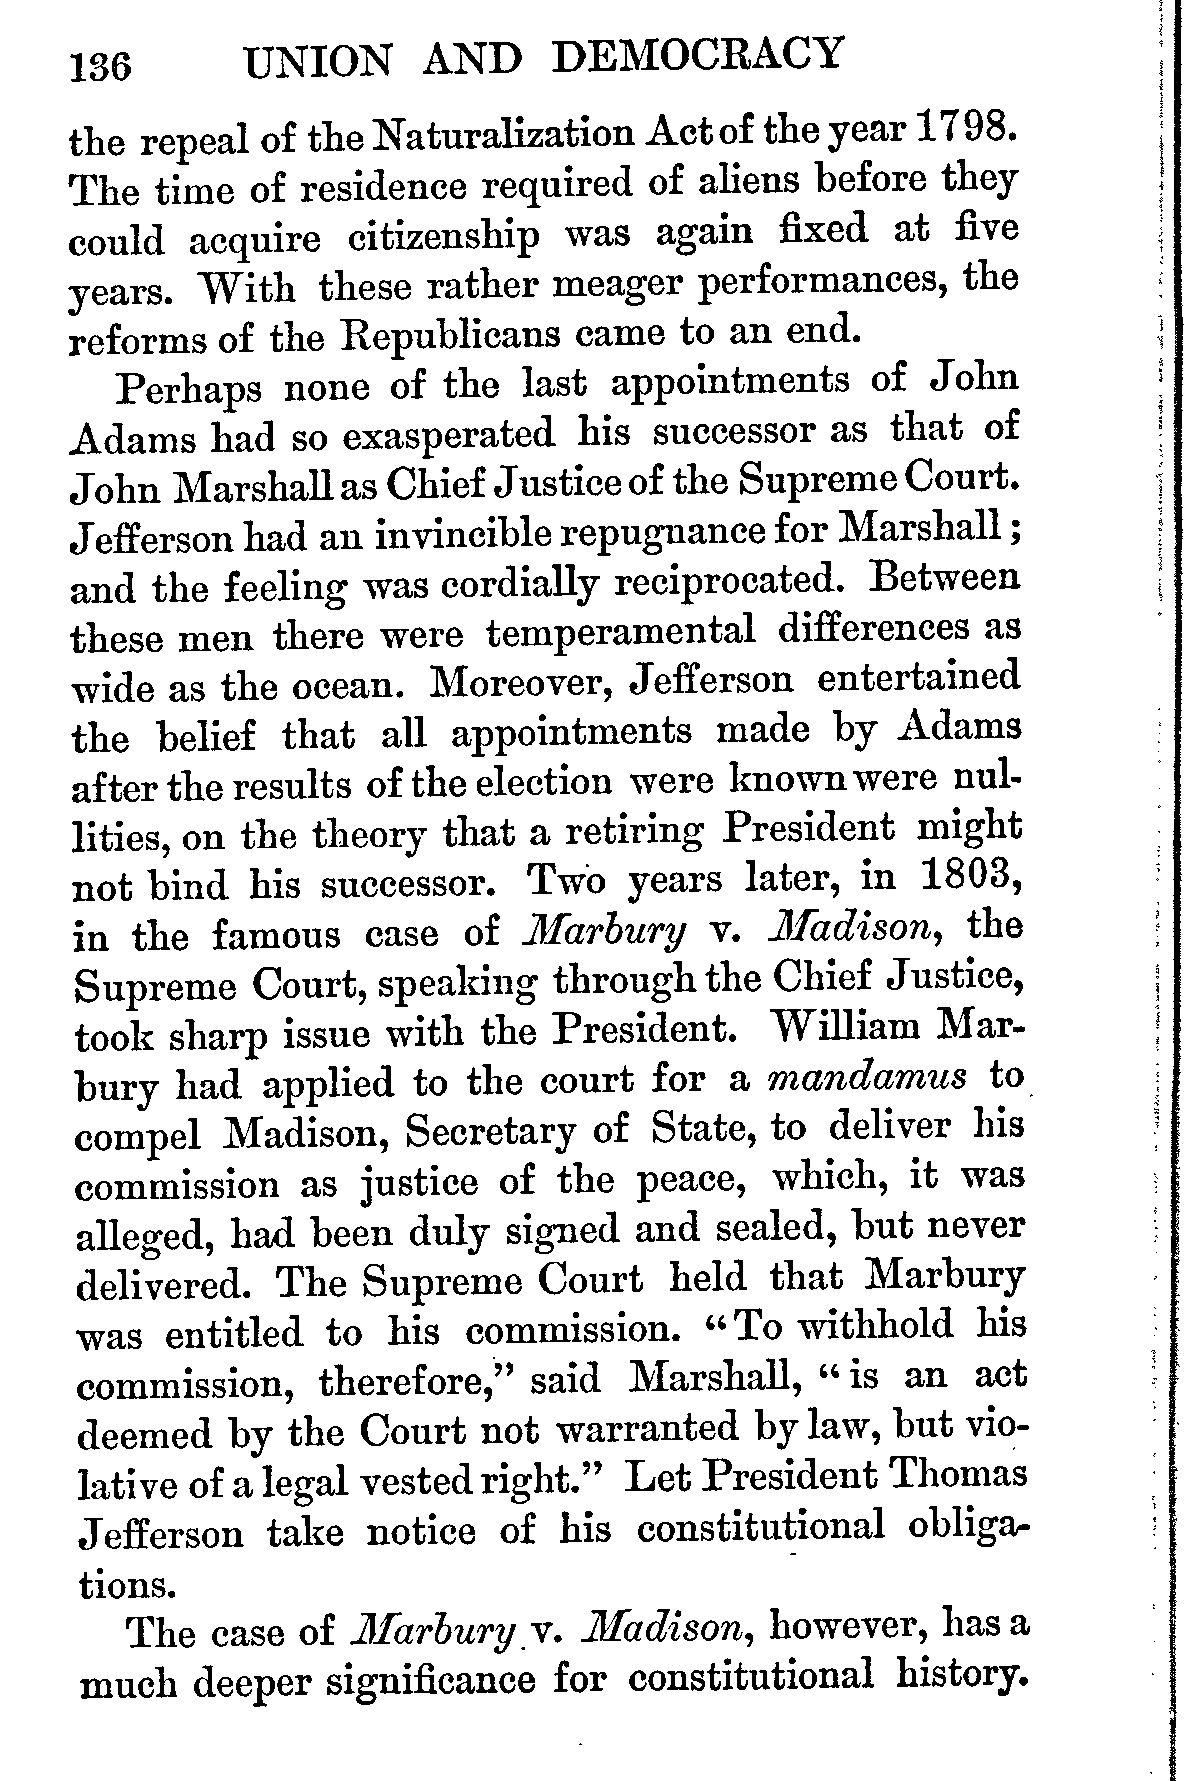 136 UNION AND DEMOCRACY
the repeal of the Naturalization Act of the year 1798.
The time of residence required of aliens before they
could acquire citizenship was again fixed at five
years. With these rather meager performances, the
reforms of the Republicans came to an end.
Perhaps none of the last appointments of John
Adams had so exasperated his successor as that of
John Marshall as Chief Justice of the Supreme Court.
Jefferson had an invincible repugnance for Marshall;
and the feeling was cordially reciprocated. Between
these men there were temperamental differences as
wide as the ocean. Moreover, Jefferson entertained
the belief that all appointments made by Adams
after the results of the election were known were nul-
lities, on the theory that a retiring President might
not bind his successor. Two years later, in 1803,
in the famous case of Marbury v. Madison, the
Supreme Court, speaking through the Chief Justice,
took sharp issue with the President. William Mar-
bury had applied to the court for a mandamus to
compel Madison, Secretary of State, to deliver his
commission as justice of the peace, which, it was
alleged, had been duly signed and sealed, but never
delivered. The Supreme Court held that Marbury
was entitled to his commission. “To withhold his
commission, therefore,” said Marshall, “is an act
deemed by the Court not warranted by law, but vio-
lative of a legal vested right.” Let President Thomas
Jefferson take notice of his constitutional obliga-
tions.
The case of Marbury v. Madison, however, has a
much deeper significance for constitutional history.